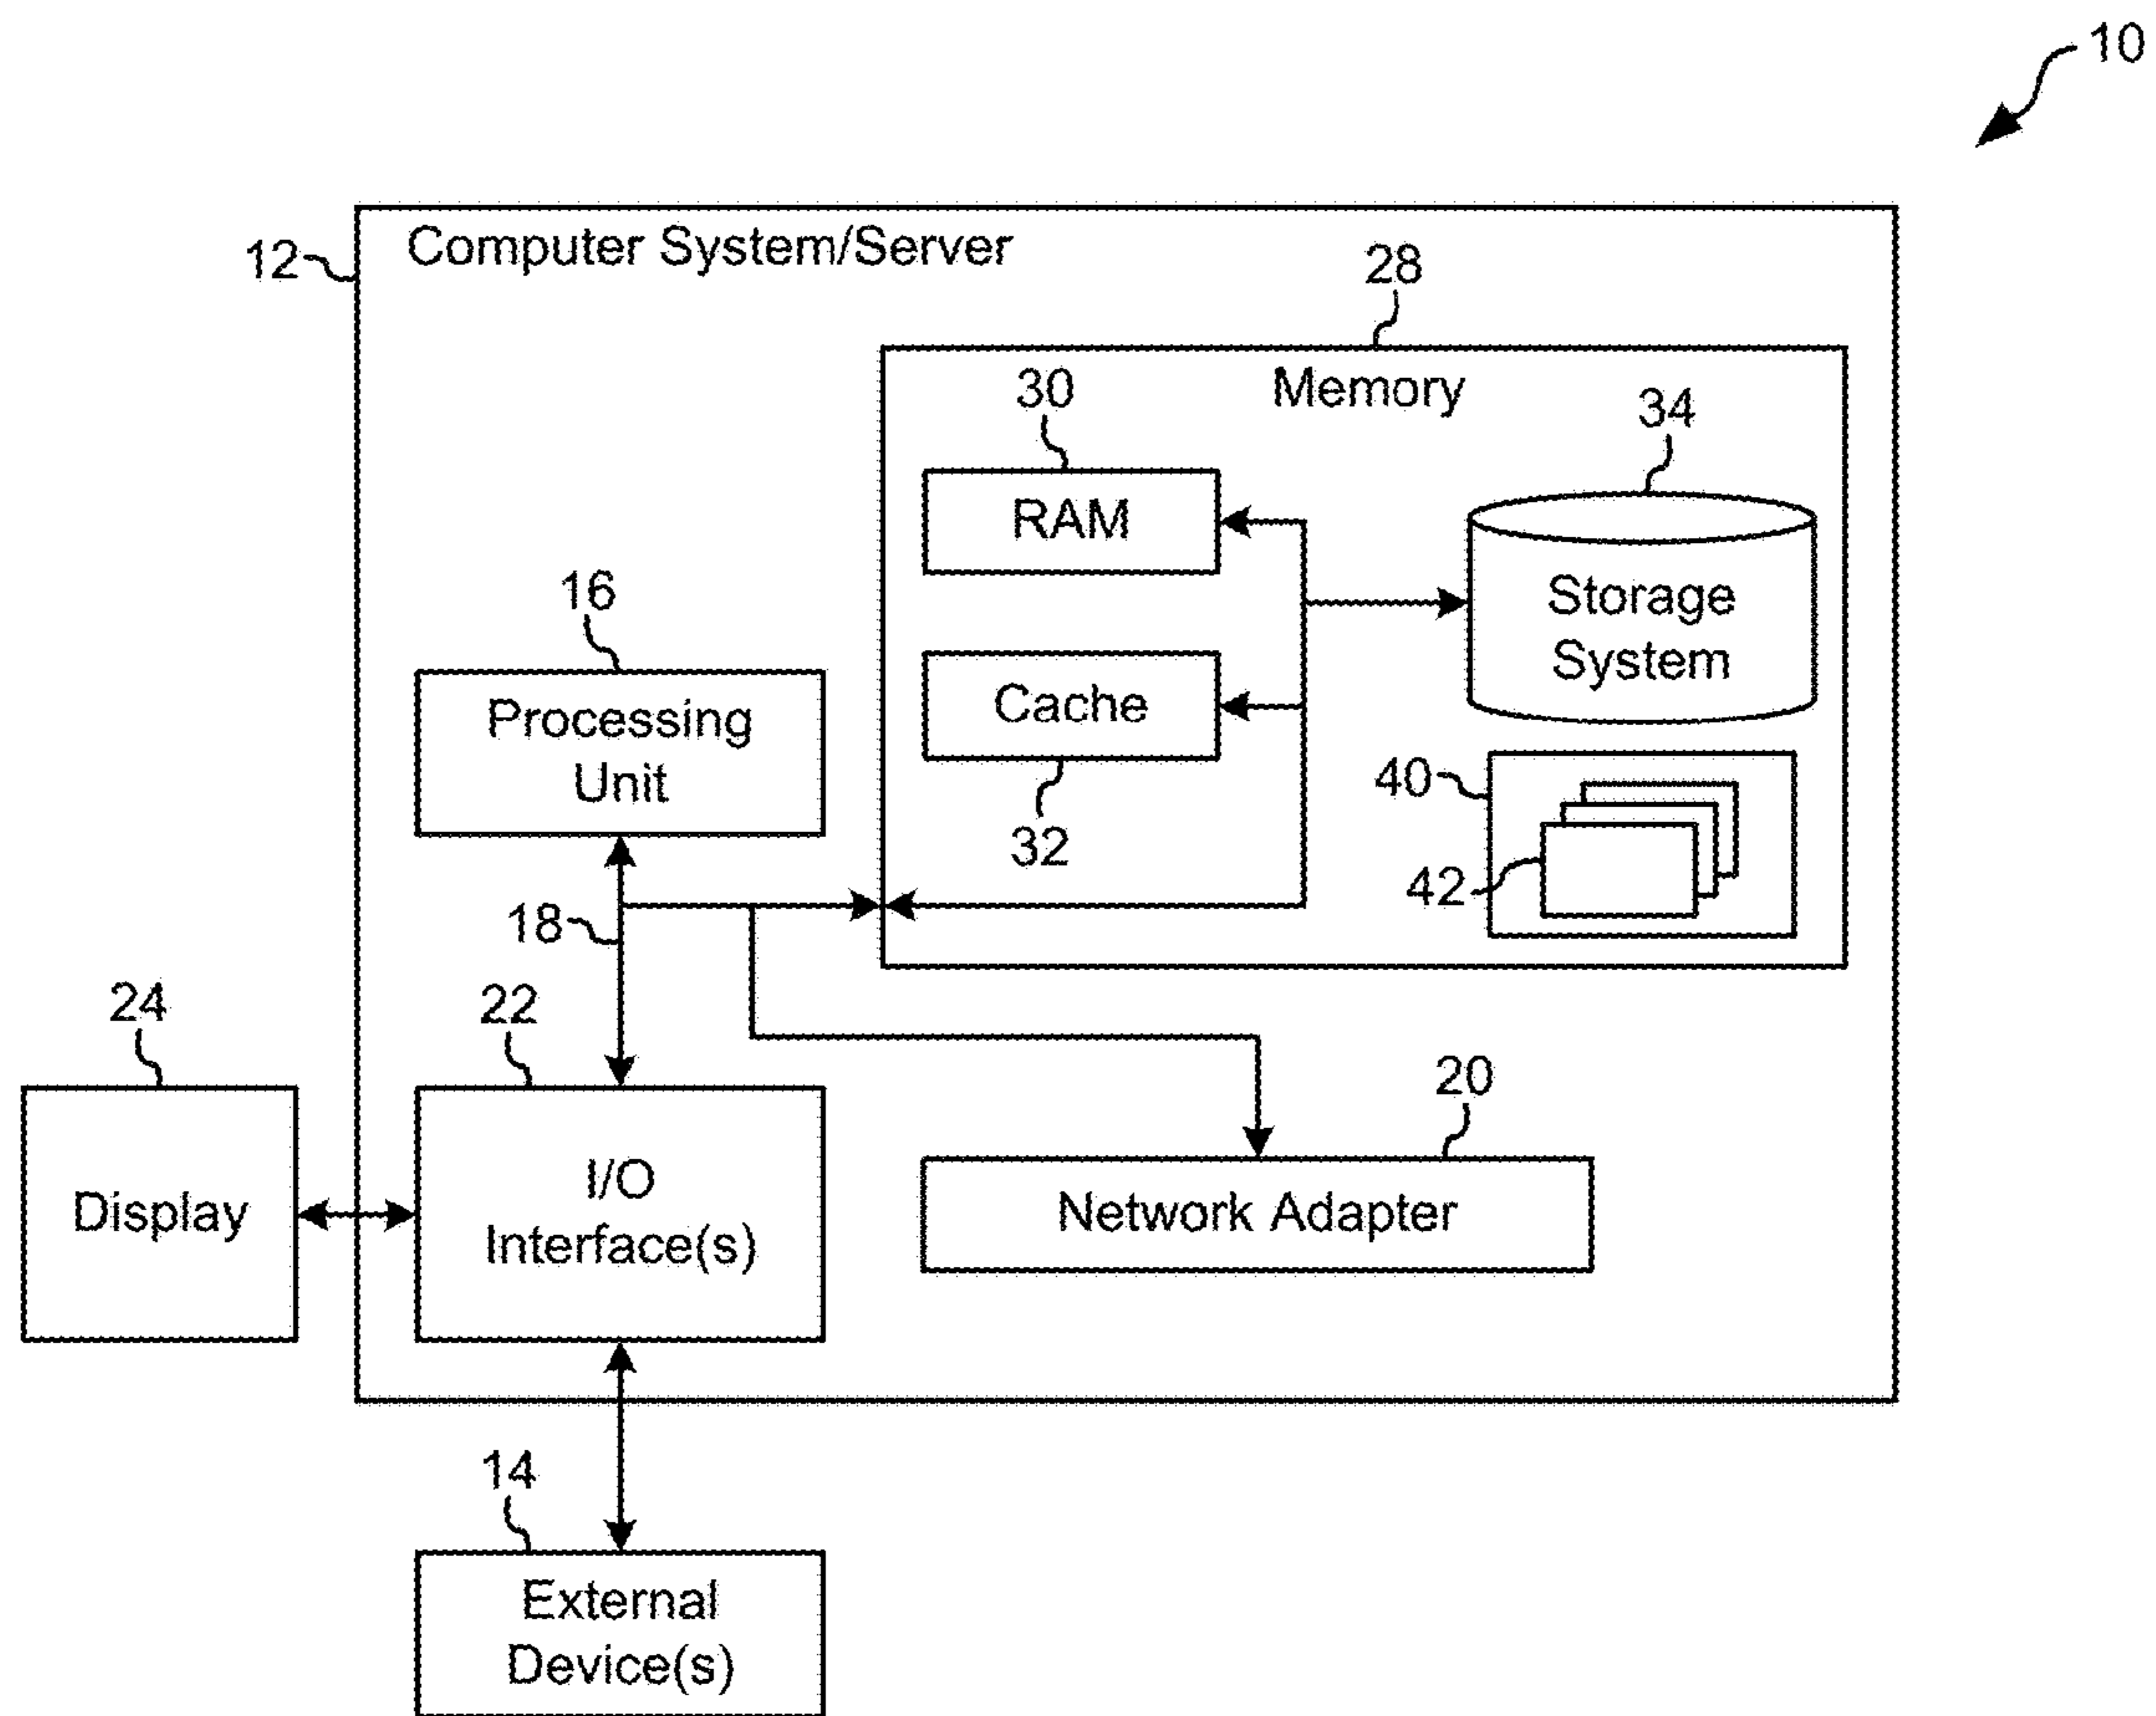 10
12
Computer System/Server
28
Memory
30
RAM
34
Storage
System
16
Processing
Unit
Cache
32
40
42
18
22
24
Display
I/O
Interface(s)
20
Network Adapter
14
External
Device(s)